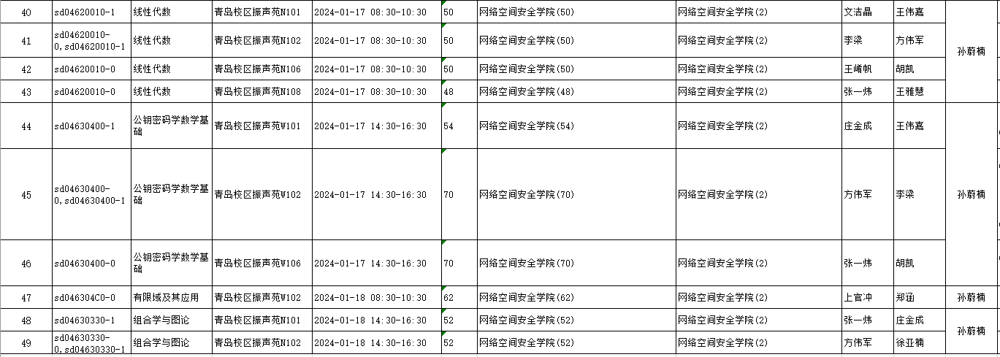 40 sd04620010-1 线性代数 青岛校区振声苑N101 2024-01-17 08:30-10:30 50 网络空间安全学院(50) 网络空间安全学院(2) 文洁晶 王伟嘉
41 sd04620010-0,sd04620010-1 线性代数 青岛校区振声苑N102 2024-01-17 08:30-10:30 50 网络空间安全学院(50) 网络空间安全学院(2) 李梁 方伟军
孙蔚楠
42 sd04620010-0 线性代数 青岛校区振声苑N106 2024-01-17 08:30-10:30 50 网络空间安全学院(50) 网络空间安全学院(2) 王崤帆 胡凯
43 sd04620010-0 线性代数 青岛校区振声苑N108 2024-01-17 08:30-10:30 48 网络空间安全学院(48) 网络空间安全学院(2) 张一炜 王雅慧
44 sd04630400-1 公钥密码学数学基础 青岛校区振声苑W101 2024-01-17 14:30-16:30 54 网络空间安全学院(54) 网络空间安全学院(2) 庄金成 王伟嘉
45 sd04630400-0,sd04630400-1 公钥密码学数学基础 青岛校区振声苑W102 2024-01-17 14:30-16:30 70 网络空间安全学院(70) 网络空间安全学院(2) 方伟军 李梁 孙蔚楠
46 sd04630400-0 公钥密码学数学基础 青岛校区振声苑W106 2024-01-17 14:30-16:30 70 网络空间安全学院(70) 网络空间安全学院(2) 张一炜 胡凯
47 sd046304C0-0 有限域及其应用 青岛校区振声苑W102 2024-01-18 08:30-10:30 62 网络空间安全学院(62) 网络空间安全学院(2) 上官冲 郑涵 孙蔚楠
48 sd04630330-1 组合学与图论 青岛校区振声苑N101 2024-01-18 14:30-16:30 52 网络空间安全学院(52) 网络空间安全学院(2) 张一炜 庄金成
孙蔚楠
49 sd04630330-0,sd04630330-1 组合学与图论 青岛校区振声苑N102 2024-01-18 14:30-16:30 52 网络空间安全学院(52) 网络空间安全学院(2) 方伟军 徐亚楠